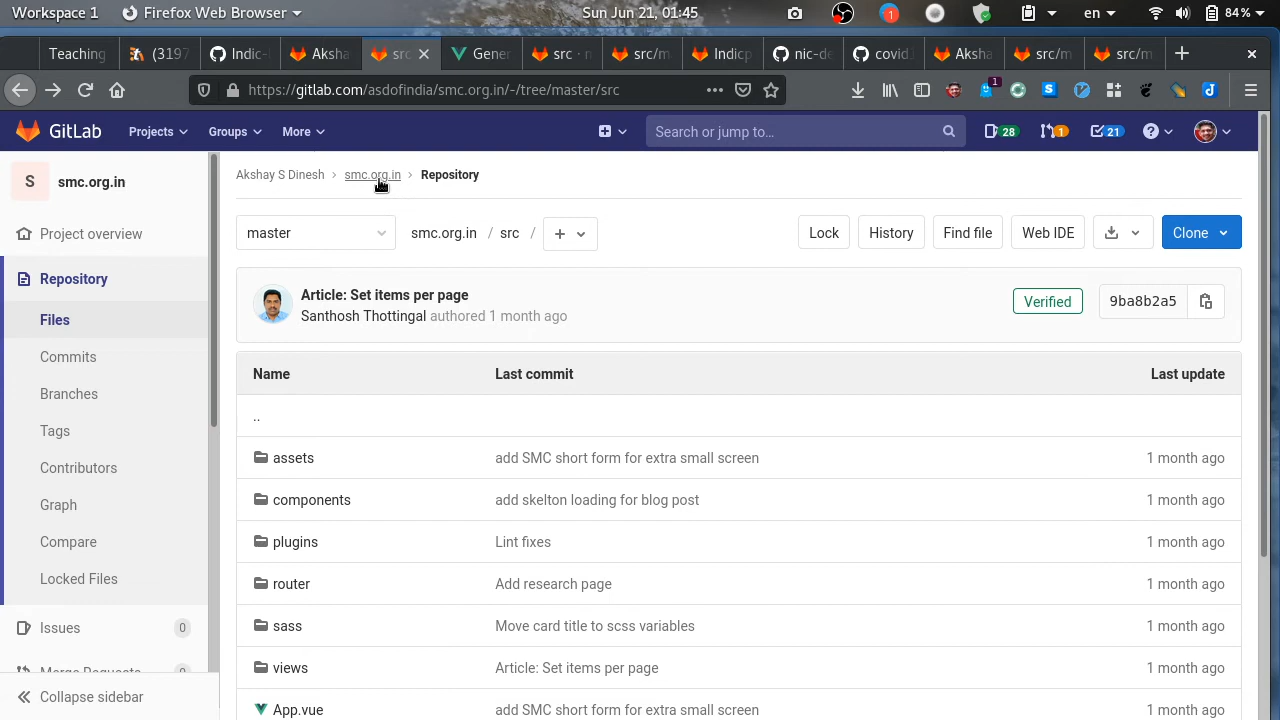 Workspace 1
Firefox Web Browser
Sun Jun 21, 01:45
1
en
84%
Teaching
(3197
Indic-
Aksha
src
Gener
src · n
src/m
Indicp
nic-de
covid.
Aksha
src/m
src/m
https://gitlab.com/asdofindia/smc.org.in/-/tree/master/src
1
GitLab
Projects
Groups
More
Search or jump to...
28
1
21
S
smc.org.in
Project overview
Repository
Files
Commits
Branches
Tags
Contributors
Graph
Compare
Locked Files
Issues
0
Merge Requests
0
Collapse sidebar
Akshay S Dinesh › smc.org.in › Repository
master
smc.org.in / src / +
Lock
History
Find file
Web IDE
Clone
Article: Set items per page
Santhosh Thottingal authored 1 month ago
Verified
9ba8b2a5
Name Last commit Last update
..
assets add SMC short form for extra small screen 1 month ago
components add skelton loading for blog post 1 month ago
plugins Lint fixes 1 month ago
router Add research page 1 month ago
sass Move card title to scss variables 1 month ago
views Article: Set items per page 1 month ago
App.vue add SMC short form for extra small screen 1 month ago